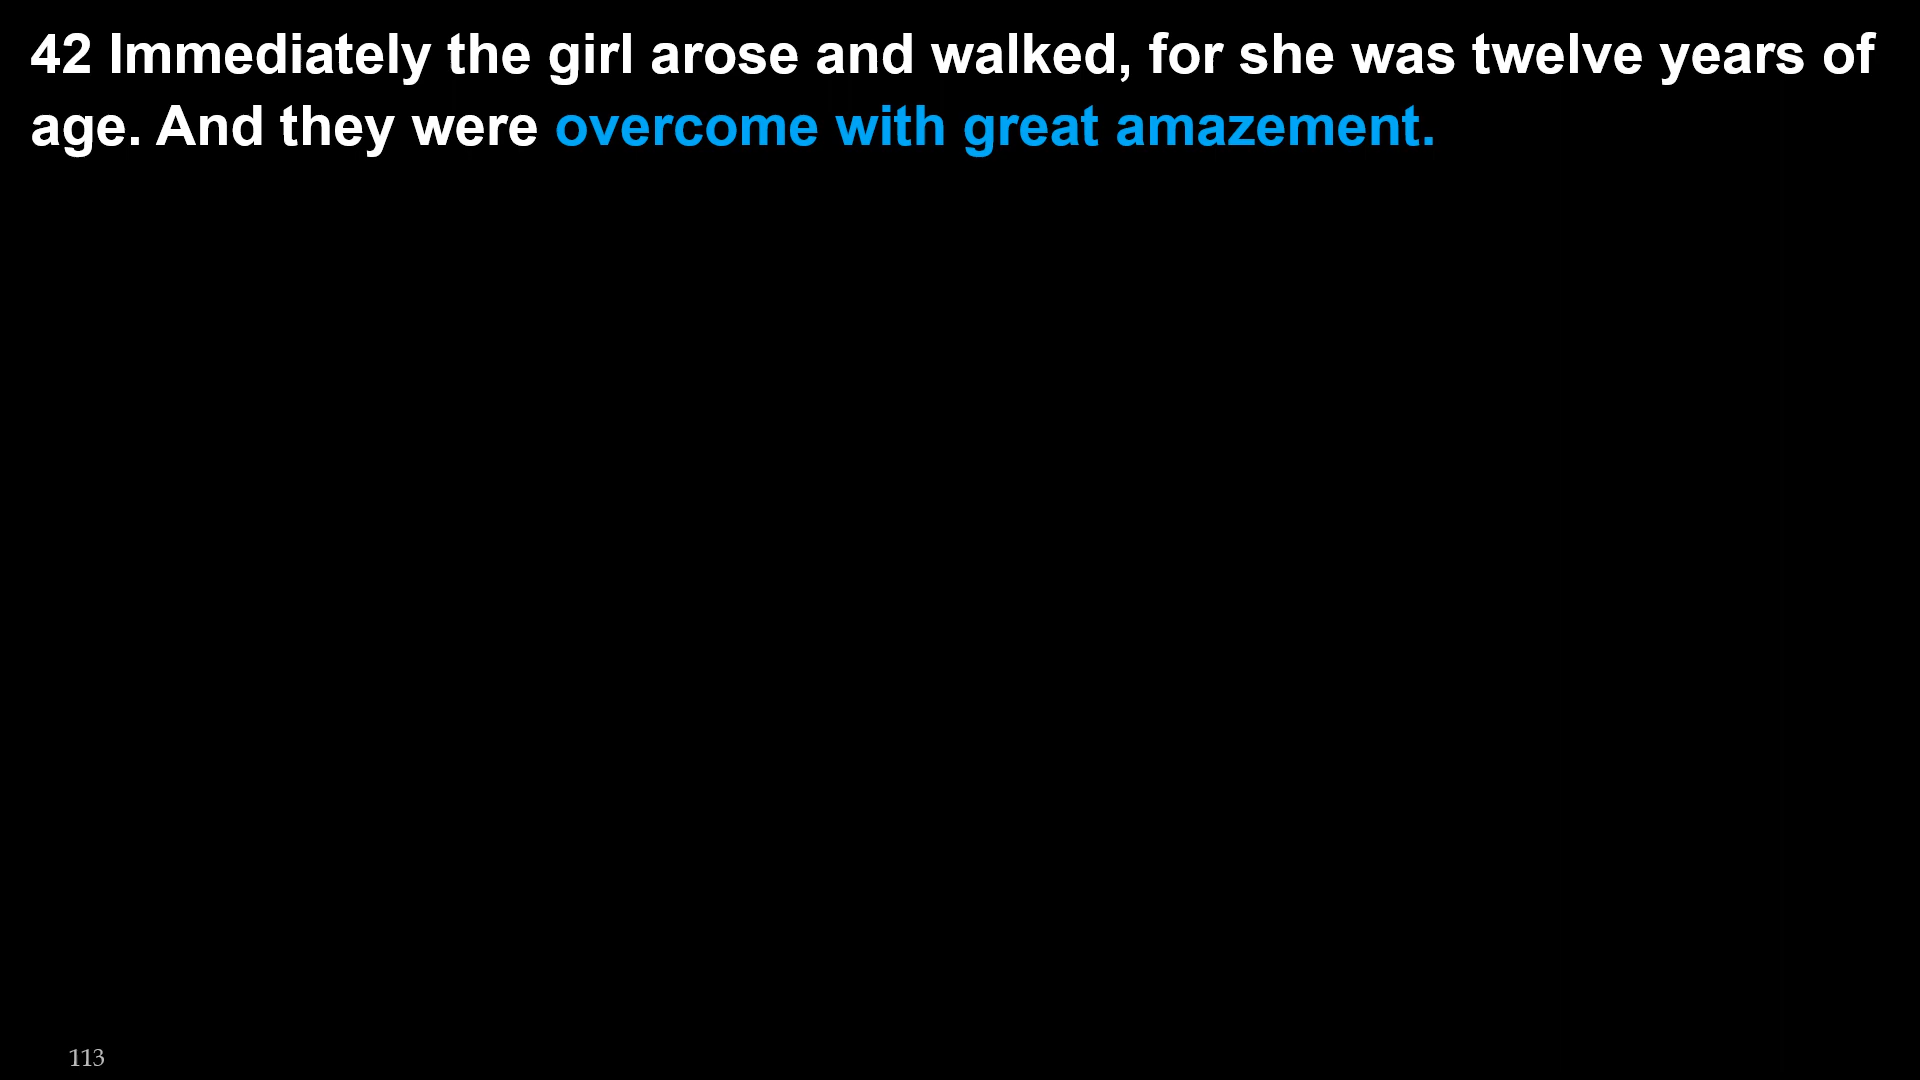 42 Immediately the girl arose and walked, for she was twelve years of
age. And they were overcome with great amazement.
113